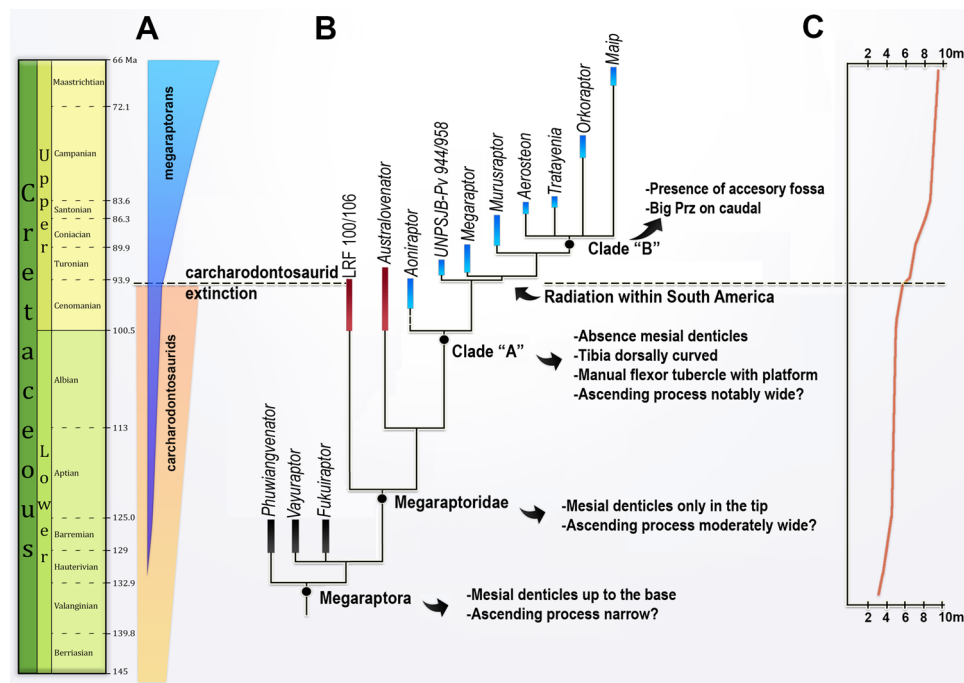 A
B
C
66 Ma
Maastrichtian
72.1
Campanian
83.6
Santonian
86.3
Coniacian
89.9
Turonian
93.9
Cenomanian
100.5
Albian
113
Aptian
125.0
Barremian
129
Hauterivian
132.9
Valanginian
139.8
Berriasian
145
Cretaceous
Upper
Lower
megaraptorans
carcharodontosaurids
carcharodontosaurid
extinction
Phuwiangvenator
Vayuraptor
Fukuiraptor
LRF 100/106
Australovenator
Aoniraptor
UNPSJB-Pv 944/958
Megaraptor
Murusraptor
Aerosteon
Tratayenia
Orkoraptor
Maip
-Presence of accesory fossa
-Big Prz on caudal
Clade "B"
Radiation within South America
Clade "A"
-Absence mesial denticles
-Tibia dorsally curved
-Manual flexor tubercle with platform
-Ascending process notably wide?
Megaraptoridae
-Mesial denticles only in the tip
-Ascending process moderately wide?
Megaraptora
-Mesial denticles up to the base
-Ascending process narrow?
2 4 6 8 10m
2 4 6 8 10m